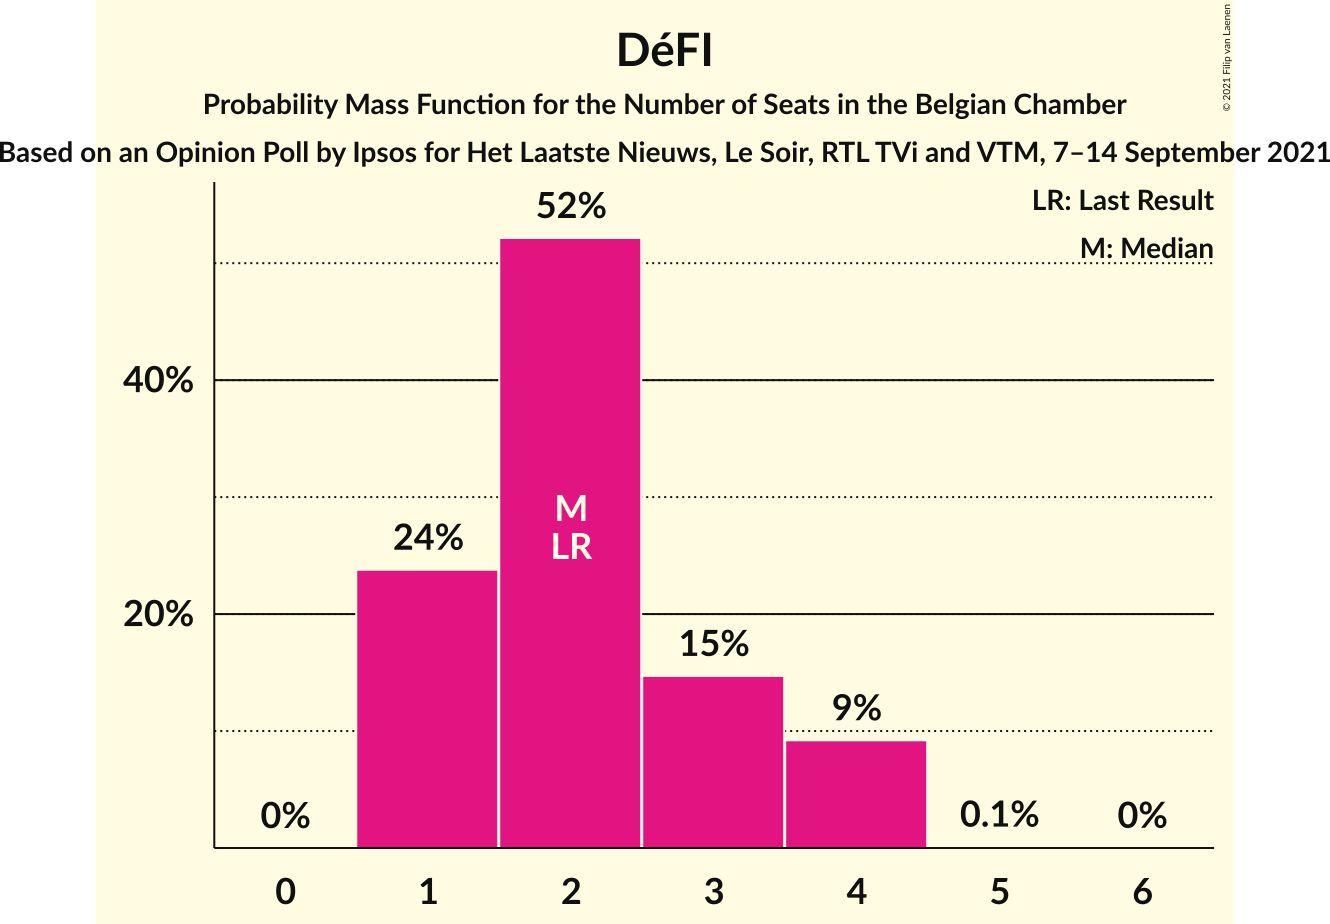 DéFI
Probability Mass Function for the Number of Seats in the Belgian Chamber
Based on an Opinion Poll by Ipsos for Het Laatste Nieuws, Le Soir, RTL TVi and VTM, 7–14 September 2021
© 2021 Filip van Laenen
LR: Last Result
M: Median
52%
40%
M
24%
LR
20%
15%
9%
0%
0.1%
0%
0 1 2 3 4 5 6